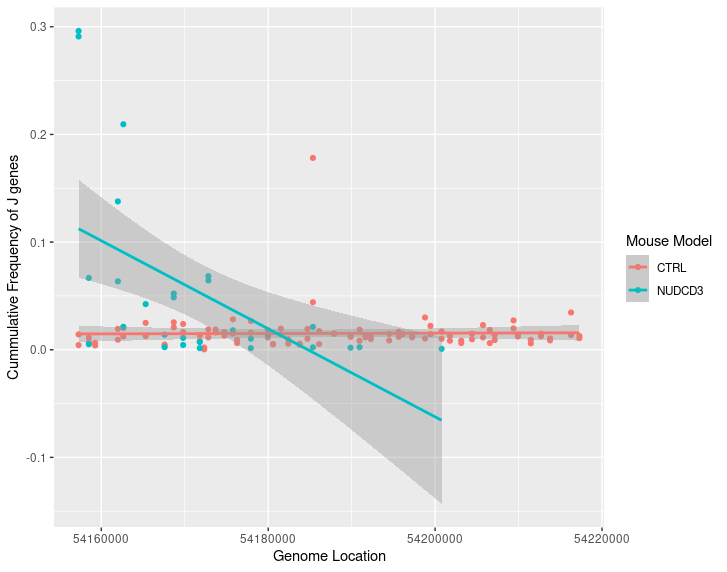 0.3
0.2
0.1
0.0
-0.1
Cummulative Frequency of J genes
54160000
54180000
54200000
54220000
Genome Location
Mouse Model
CTRL
NUDCD3